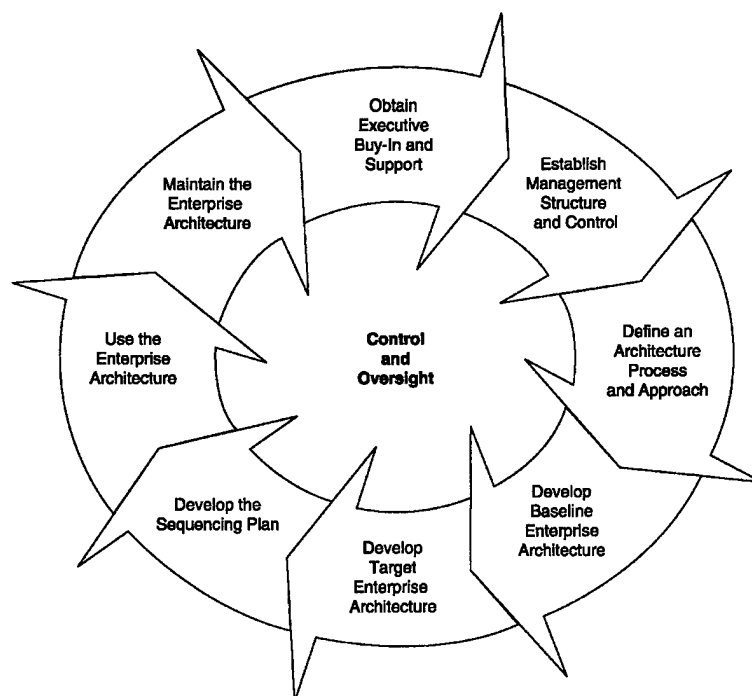 Obtain
Executive
Buy-In and
Support
Establish
Management
Structure
and Control
Define an
Architecture
Process
and Approach
Develop
Baseline
Enterprise
Architecture
Develop
Target
Enterprise
Architecture
Develop the
Sequencing Plan
Use the
Enterprise
Architecture
Maintain the
Enterprise
Architecture
Control
and
Oversight